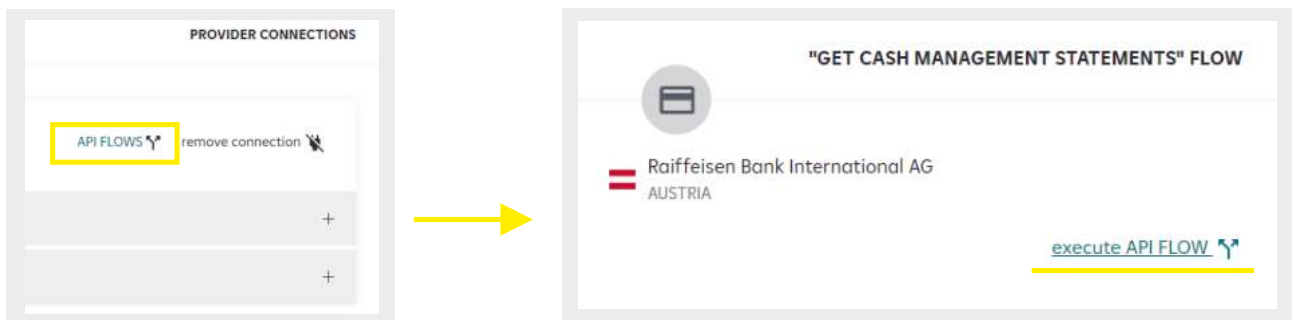 PROVIDER CONNECTIONS
API FLOWS remove connection
+
+
"GET CASH MANAGEMENT STATEMENTS" FLOW
Raiffeisen Bank International AG
AUSTRIA
execute API FLOW